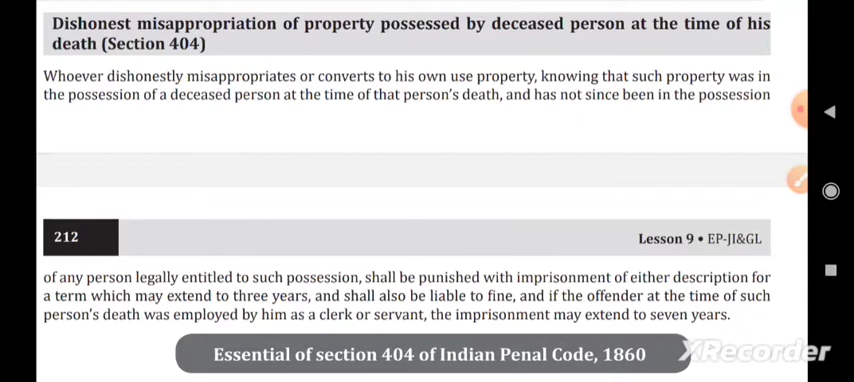 Dishonest misappropriation of property possessed by deceased person at the time of his
death (Section 404)
Whoever dishonestly misappropriates or converts to his own use property, knowing that such property was in
the possession of a deceased person at the time of that person's death, and has not since been in the possession
212
Lesson 9 • EP-JI&GL
of any person legally entitled to such possession, shall be punished with imprisonment of either description for
a term which may extend to three years, and shall also be liable to fine, and if the offender at the time of such
person's death was employed by him as a clerk or servant, the imprisonment may extend to seven years.
Essential of section 404 of Indian Penal Code, 1860
XRecorder